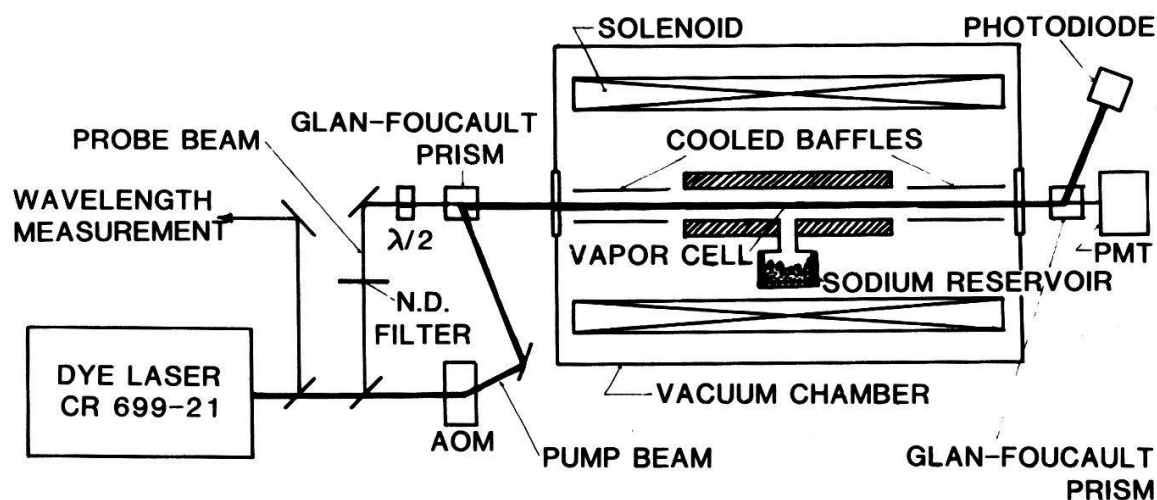 SOLENOID
PHOTODIODE
GLAN-FOUCAULT
PRISM
PROBE BEAM
COOLED BAFFLES
WAVELENGTH
MEASUREMENT
λ/2
VAPOR CELL
PMT
SODIUM RESERVOIR
N.D.
FILTER
DYE LASER
CR 699-21
AOM
VACUUM CHAMBER
PUMP BEAM
GLAN-FOUCAULT
PRISM